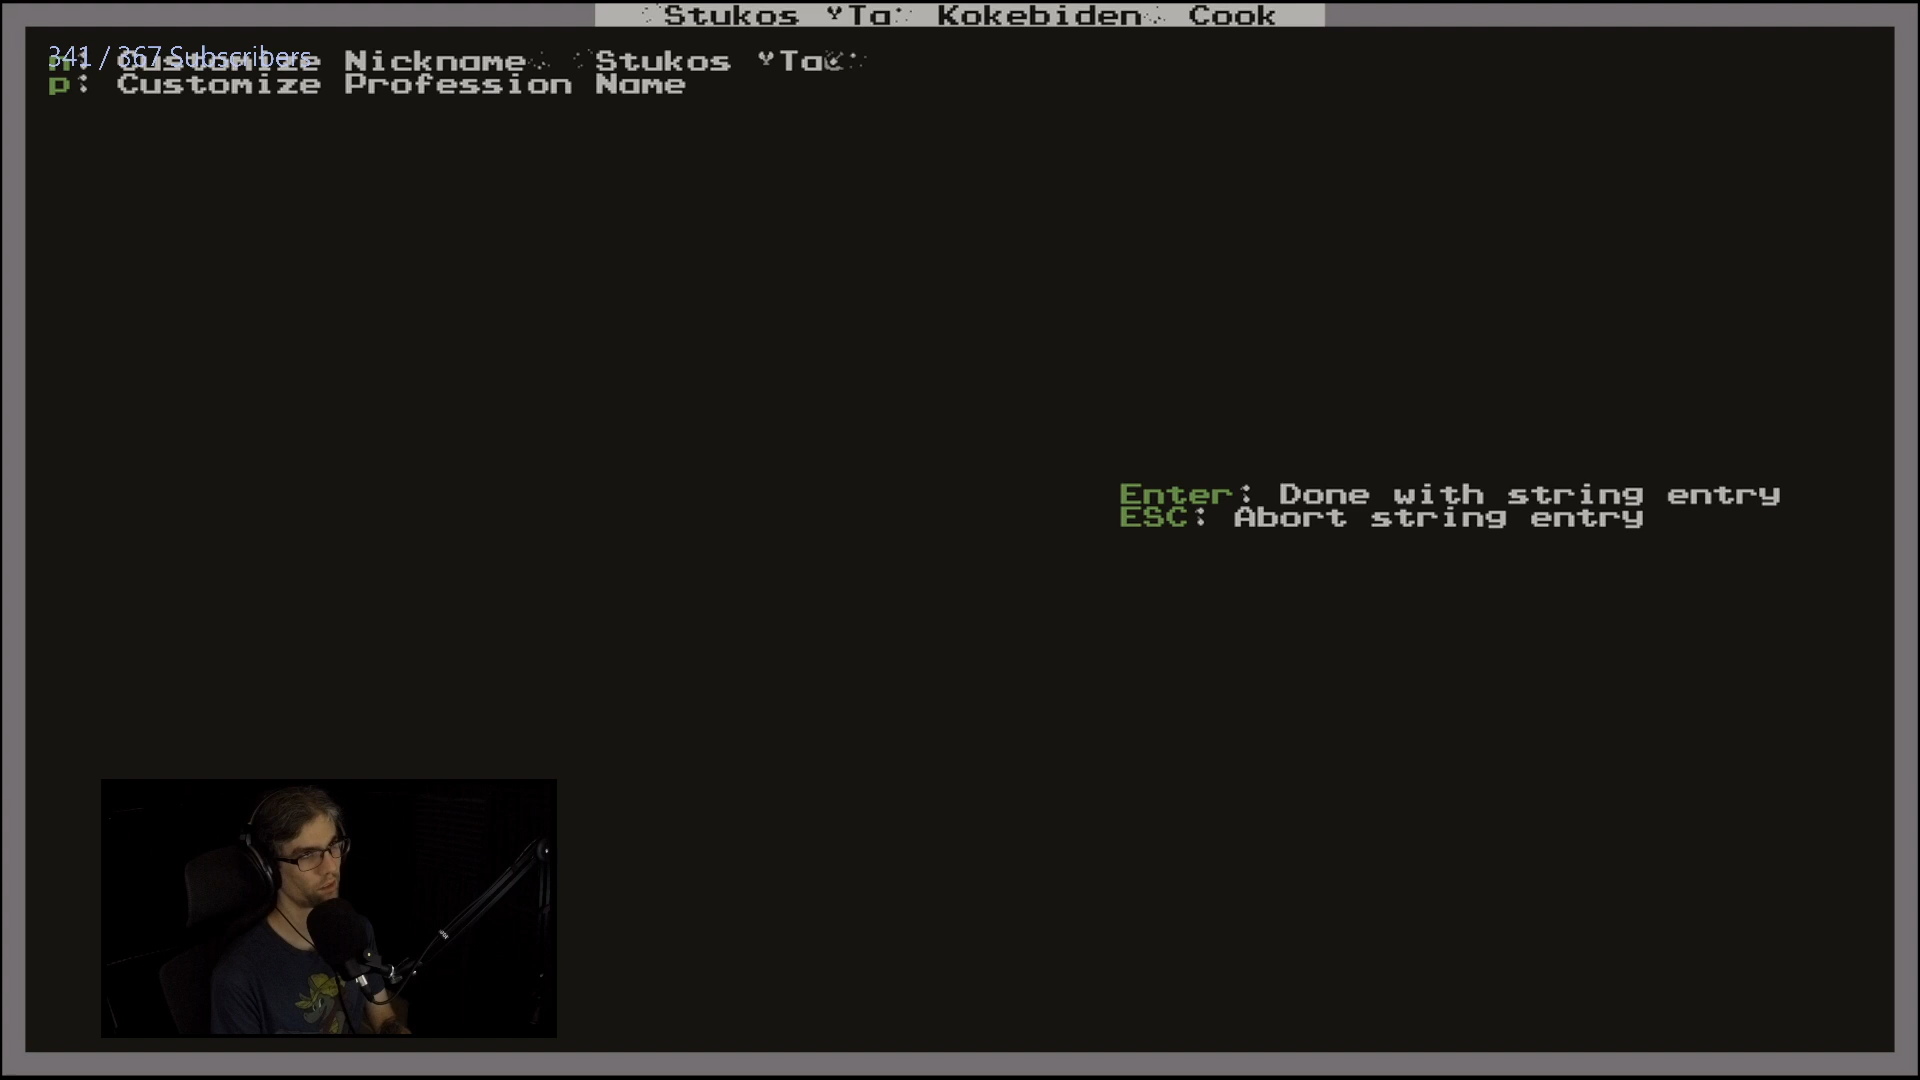 Stukos Ta Kokebiden Cook
341 / 367 Subscribers
n: Customize Nickname Stukos Ta
p: Customize Profession Name
Enter: Done with string entry
ESC: Abort string entry